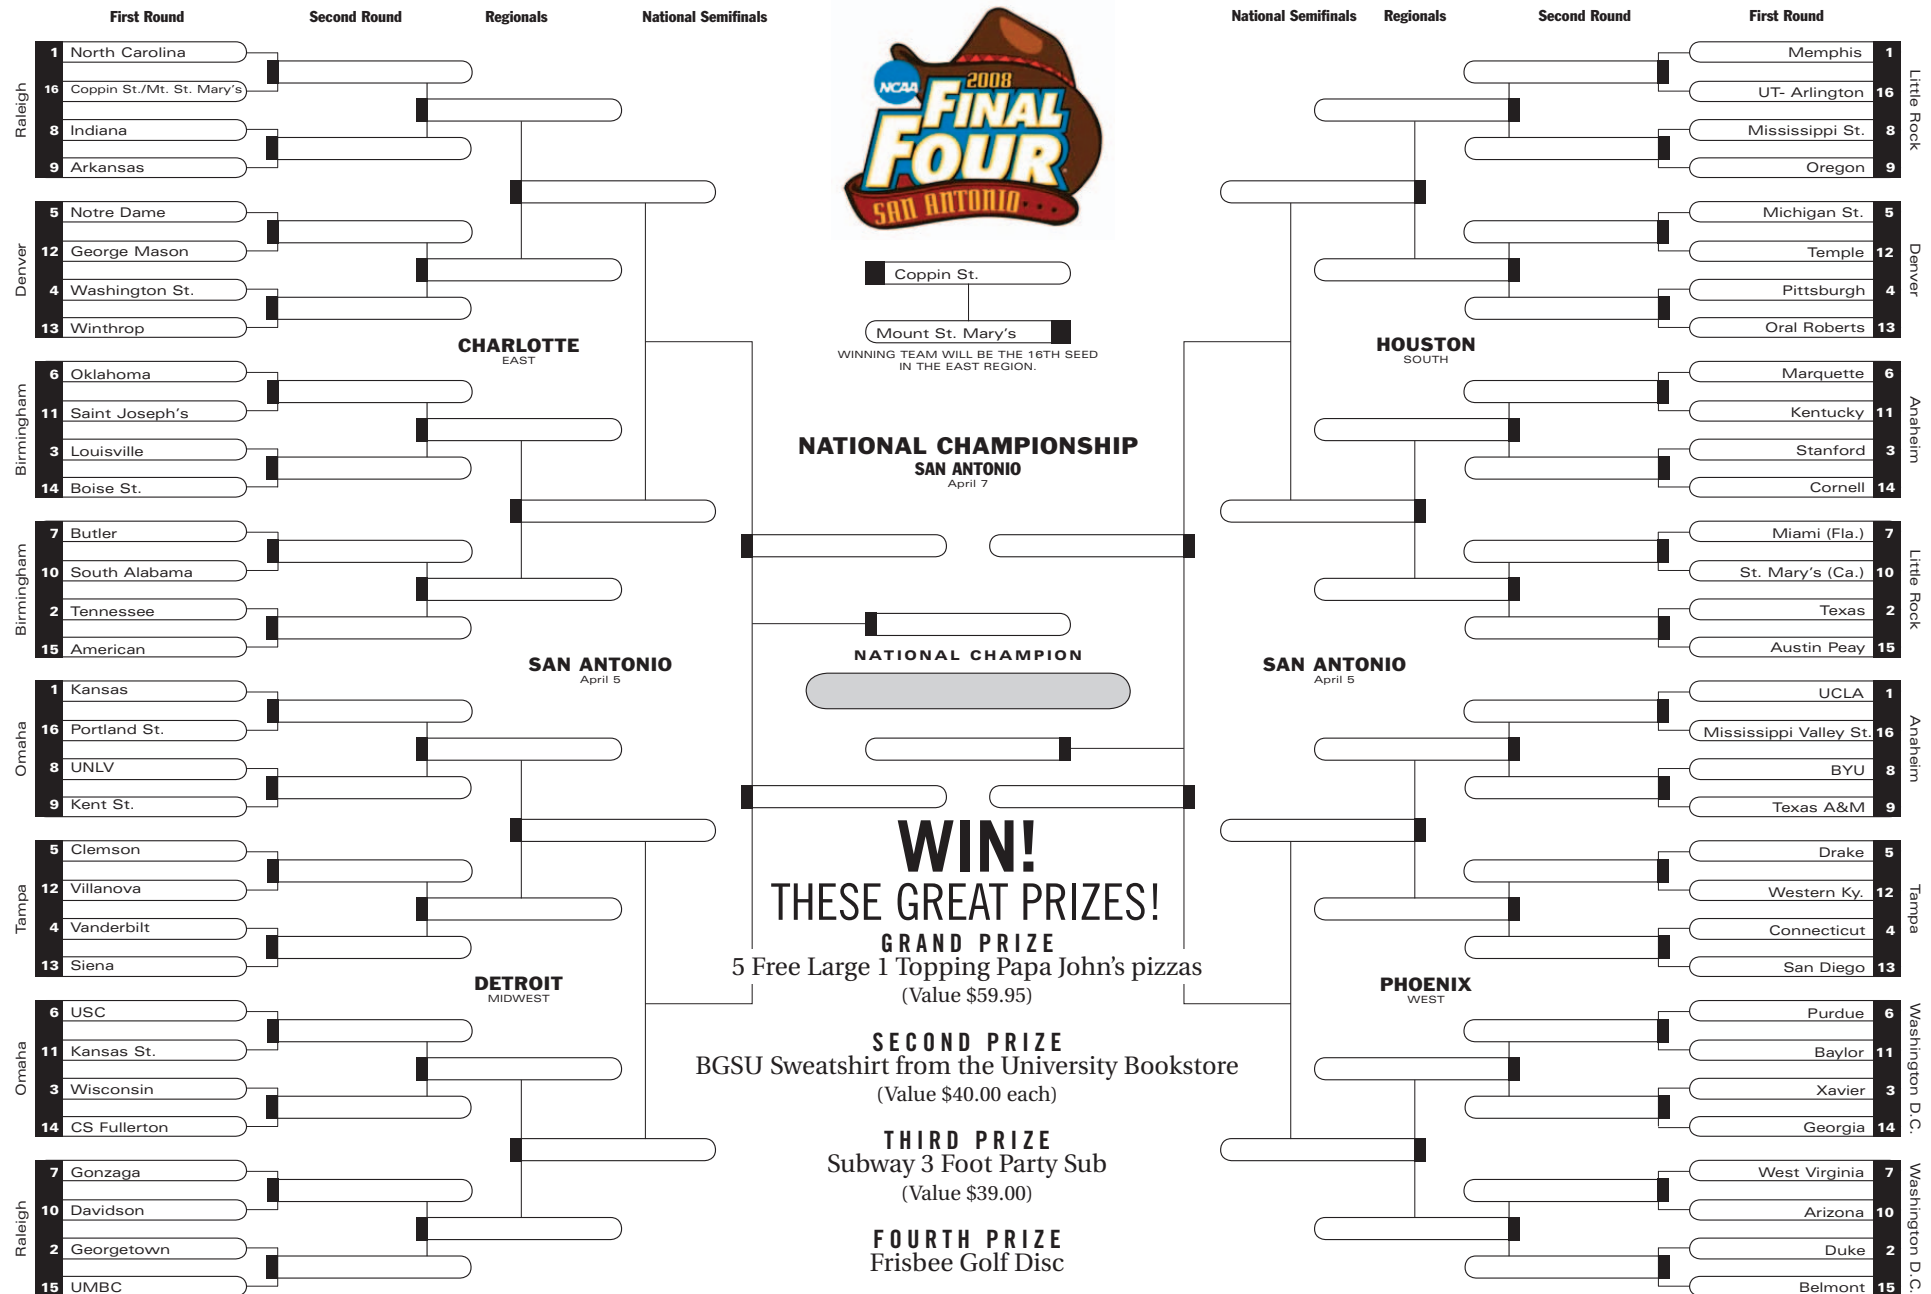 First Round Second Round Regionals National Semifinals
National Semifinals Regionals Second Round First Round
Raleigh
1 North Carolina
16 Coppin St./Mt. St. Mary's
8 Indiana
9 Arkansas
Denver
5 Notre Dame
12 George Mason
4 Washington St.
13 Winthrop
CHARLOTTE
EAST
Birmingham
6 Oklahoma
11 Saint Joseph's
3 Louisville
14 Boise St.
Birmingham
7 Butler
10 South Alabama
2 Tennessee
15 American
SAN ANTONIO
April 5
Omaha
1 Kansas
16 Portland St.
8 UNLV
9 Kent St.
Tampa
5 Clemson
12 Villanova
4 Vanderbilt
13 Siena
DETROIT
MIDWEST
Omaha
6 USC
11 Kansas St.
3 Wisconsin
14 CS Fullerton
Raleigh
7 Gonzaga
10 Davidson
2 Georgetown
15 UMBC
NCAA
2008
FINAL
FOUR
SAN ANTONIO
Coppin St.
Mount St. Mary's
WINNING TEAM WILL BE THE 16TH SEED
IN THE EAST REGION.
NATIONAL CHAMPIONSHIP
SAN ANTONIO
April 7
NATIONAL CHAMPION
WIN!
THESE GREAT PRIZES!
GRAND PRIZE
5 Free Large 1 Topping Papa John's pizzas
(Value $59.95)
SECOND PRIZE
BGSU Sweatshirt from the University Bookstore
(Value $40.00 each)
THIRD PRIZE
Subway 3 Foot Party Sub
(Value $39.00)
FOURTH PRIZE
Frisbee Golf Disc
Memphis 1
UT- Arlington 16
Mississippi St. 8
Oregon 9
Little Rock
Michigan St. 5
Temple 12
Pittsburgh 4
Oral Roberts 13
Denver
HOUSTON
SOUTH
Marquette 6
Kentucky 11
Stanford 3
Cornell 14
Anaheim
Miami (Fla.) 7
St. Mary's (Ca.) 10
Texas 2
Austin Peay 15
Little Rock
SAN ANTONIO
April 5
UCLA 1
Mississippi Valley St. 16
BYU 8
Texas A&M 9
Anaheim
Drake 5
Western Ky. 12
Connecticut 4
San Diego 13
Tampa
PHOENIX
WEST
Purdue 6
Baylor 11
Xavier 3
Georgia 14
Washington D.C.
West Virginia 7
Arizona 10
Duke 2
Belmont 15
Washington D.C.